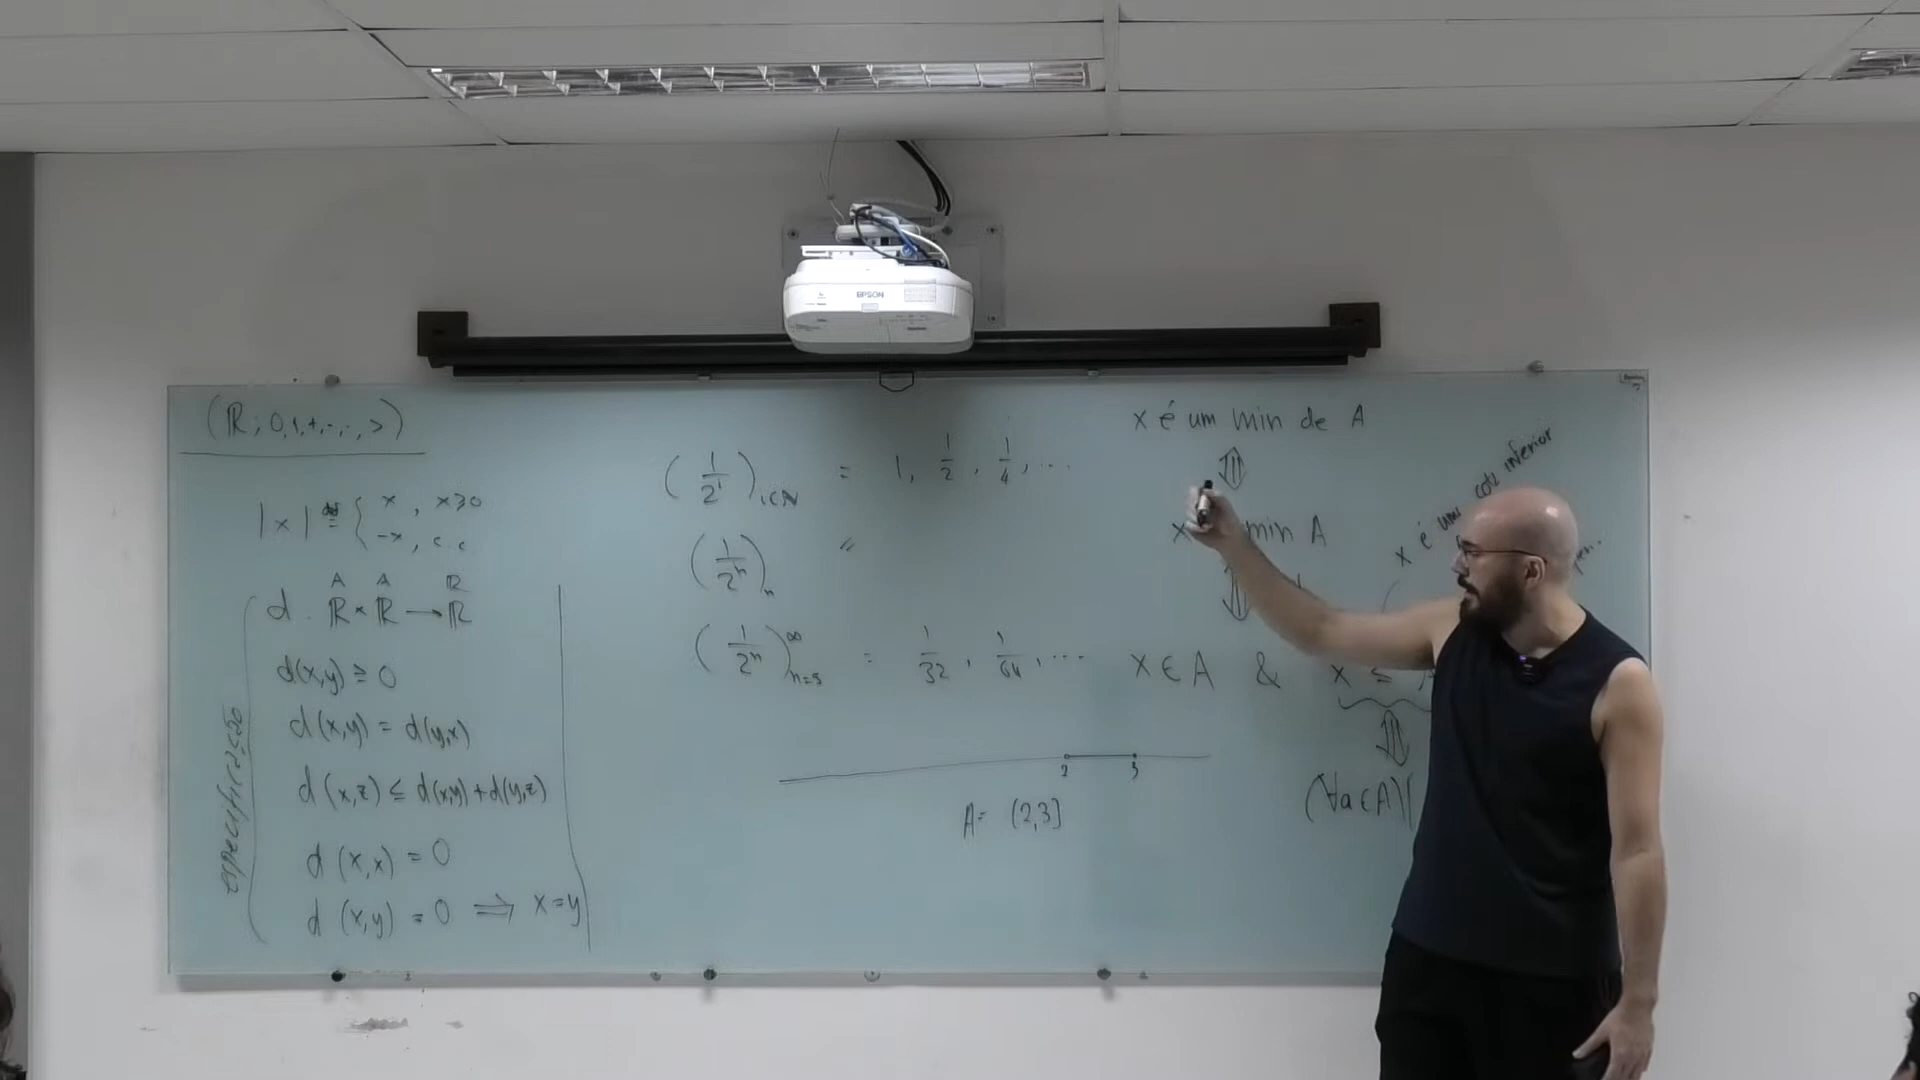 EPSON
(ℝ; 0,1,+,-,·,>)
|x| def= { x , x≥0
-x , c.c
A A R
d : ℝ × ℝ → ℝ
d(x,y) ≥ 0
d(x,y) = d(y,x)
d(x,z) ≤ d(x,y)+d(y,z)
d(x,x) = 0
d(x,y) = 0 ⟹ x=y
especificação
(1/2^i)_{i∈ℕ} = 1, 1/2, 1/4, ...
(1/2^n)_n "
(1/2^n)_{n=5}^∞ = 1/32, 1/64, ...
2 3
A = (2,3]
x é um min de A
⇕
x min A
⇕
x ∈ A & x ≤
⇕
(∀a∈A)[
x é uma cota inferior